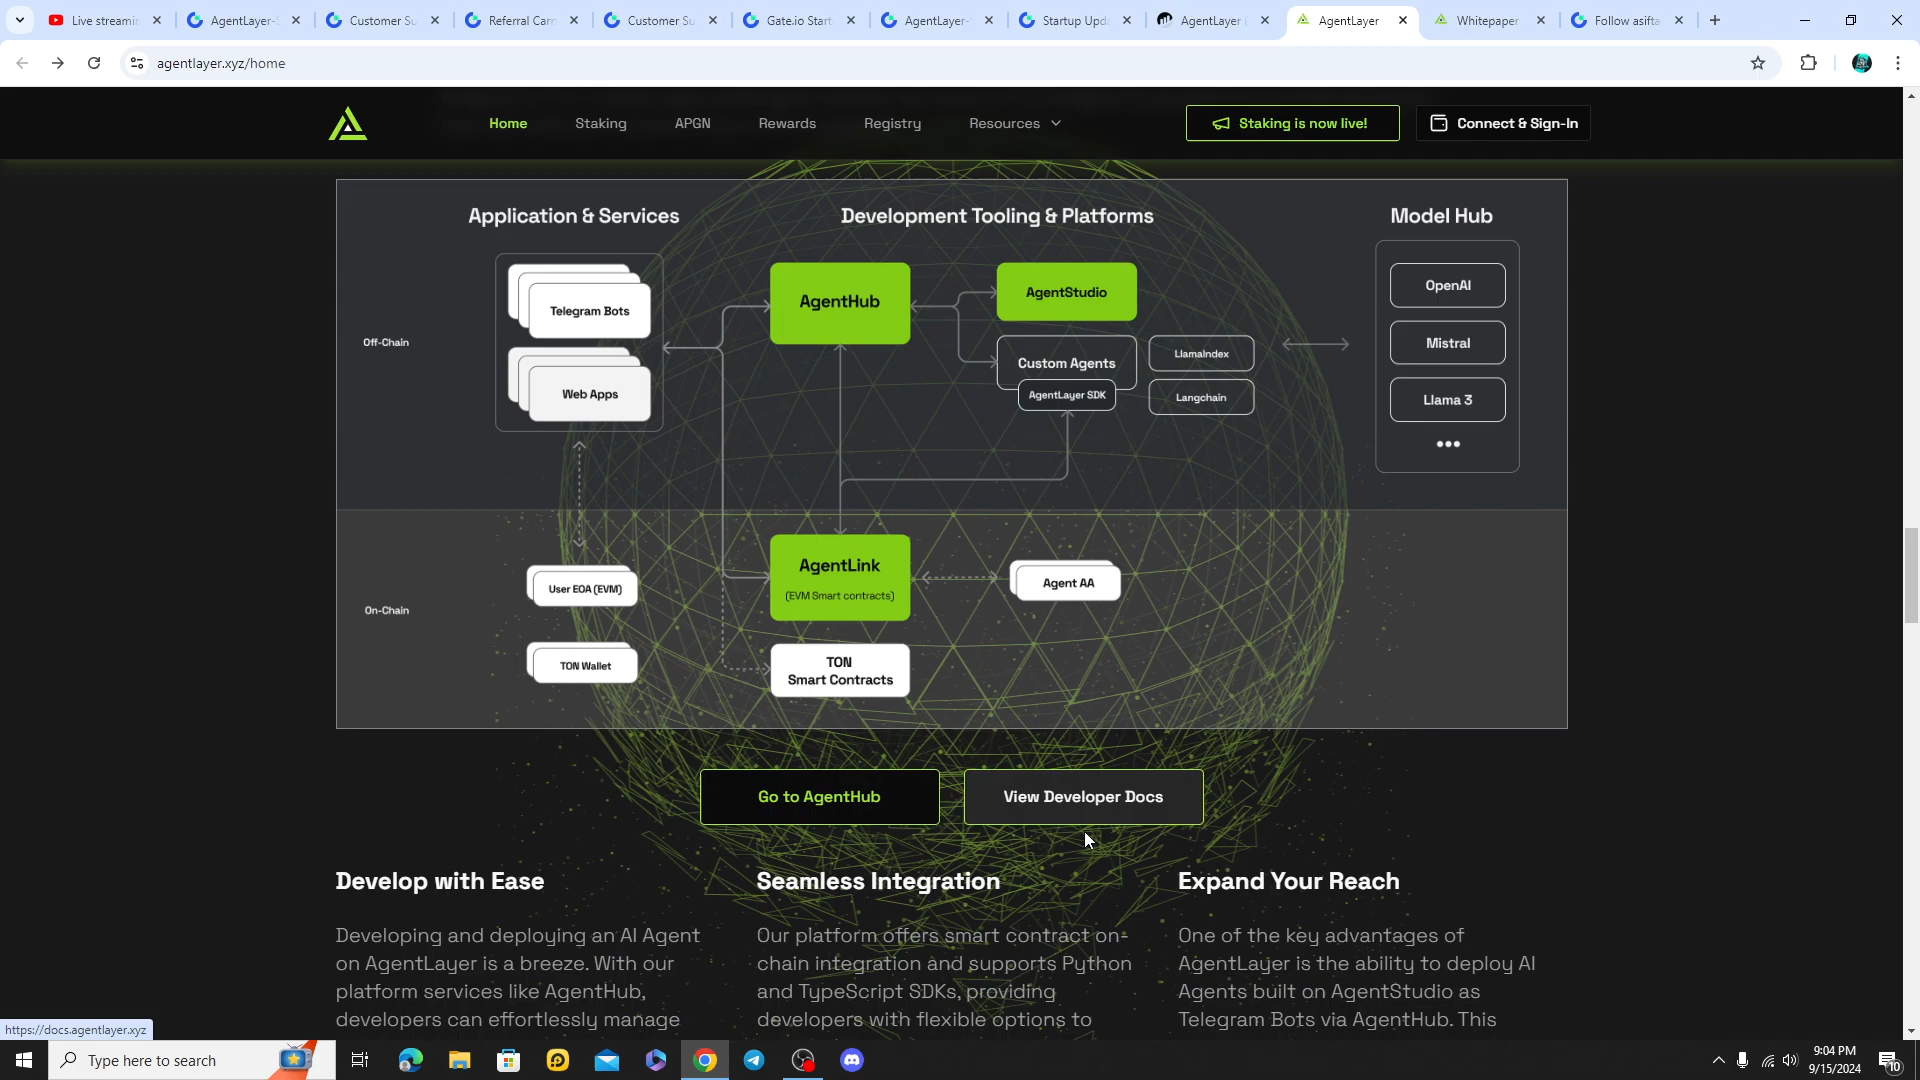 Live streamin
AgentLayer-S
Customer Su
Referral Cam
Customer Su
Gate.io Start
AgentLayer-
Startup Upda
AgentLayer (
AgentLayer
Whitepaper
Follow asifta
agentlayer.xyz/home
Home
Staking
APGN
Rewards
Registry
Resources
Staking is now live!
Connect & Sign-In
Application & Services
Development Tooling & Platforms
Model Hub
Off-Chain
Telegram Bots
Web Apps
AgentHub
AgentStudio
Custom Agents
AgentLayer SDK
LlamaIndex
Langchain
OpenAI
Mistral
Llama 3
On-Chain
User EOA (EVM)
TON Wallet
AgentLink
(EVM Smart contracts)
Agent AA
TON
Smart Contracts
Go to AgentHub
View Developer Docs
Develop with Ease
Developing and deploying an AI Agent
on AgentLayer is a breeze. With our
platform services like AgentHub,
developers can effortlessly manage
Seamless Integration
Our platform offers smart contract on-
chain integration and supports Python
and TypeScript SDKs, providing
developers with flexible options to
Expand Your Reach
One of the key advantages of
AgentLayer is the ability to deploy AI
Agents built on AgentStudio as
Telegram Bots via AgentHub. This
https://docs.agentlayer.xyz
Type here to search
9:04 PM
9/15/2024
10